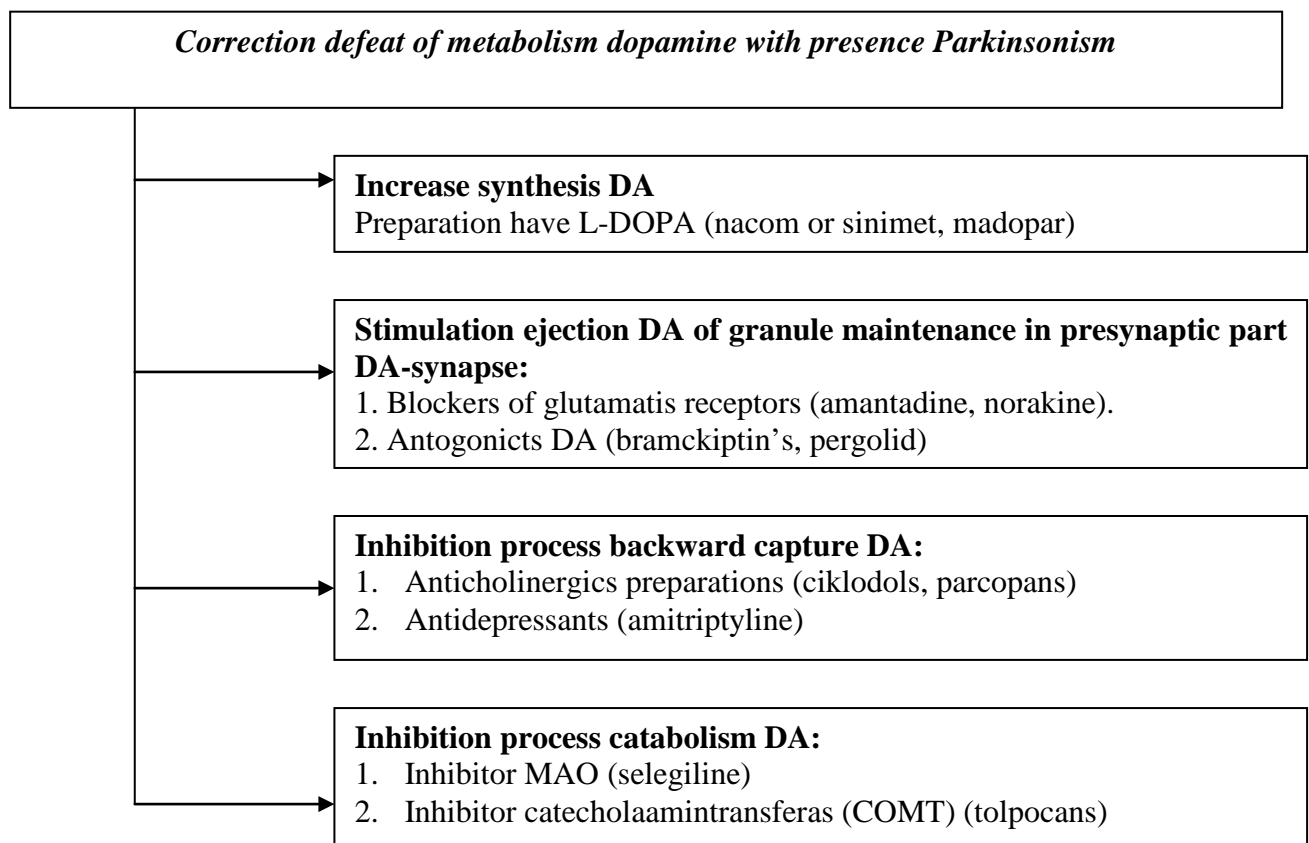 Correction defeat of metabolism dopamine with presence Parkinsonism
Increase synthesis DA
Preparation have L-DOPA (nacom or sinimet, madopar)
Stimulation ejection DA of granule maintenance in presynaptic part
DA-synapse:
1. Blockers of glutamatis receptors (amantadine, norakine).
2. Antogonicts DA (bramckiptin’s, pergolid)
Inhibition process backward capture DA:
1. Anticholinergics preparations (ciklodols, parcopans)
2. Antidepressants (amitriptyline)
Inhibition process catabolism DA:
1. Inhibitor MAO (selegiline)
2. Inhibitor catecholaamintransferas (COMT) (tolpocans)